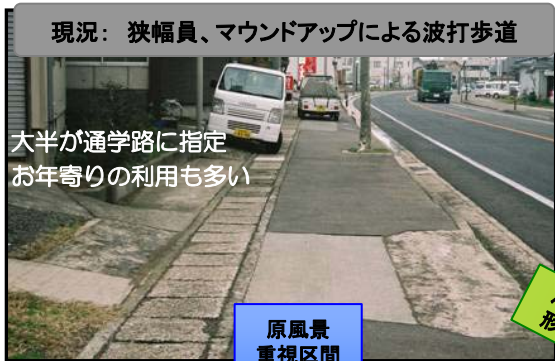 現況： 狭幅員、マウンドアップによる波打歩道
大半が通学路に指定
お年寄りの利用も多い
原風景
重視区間